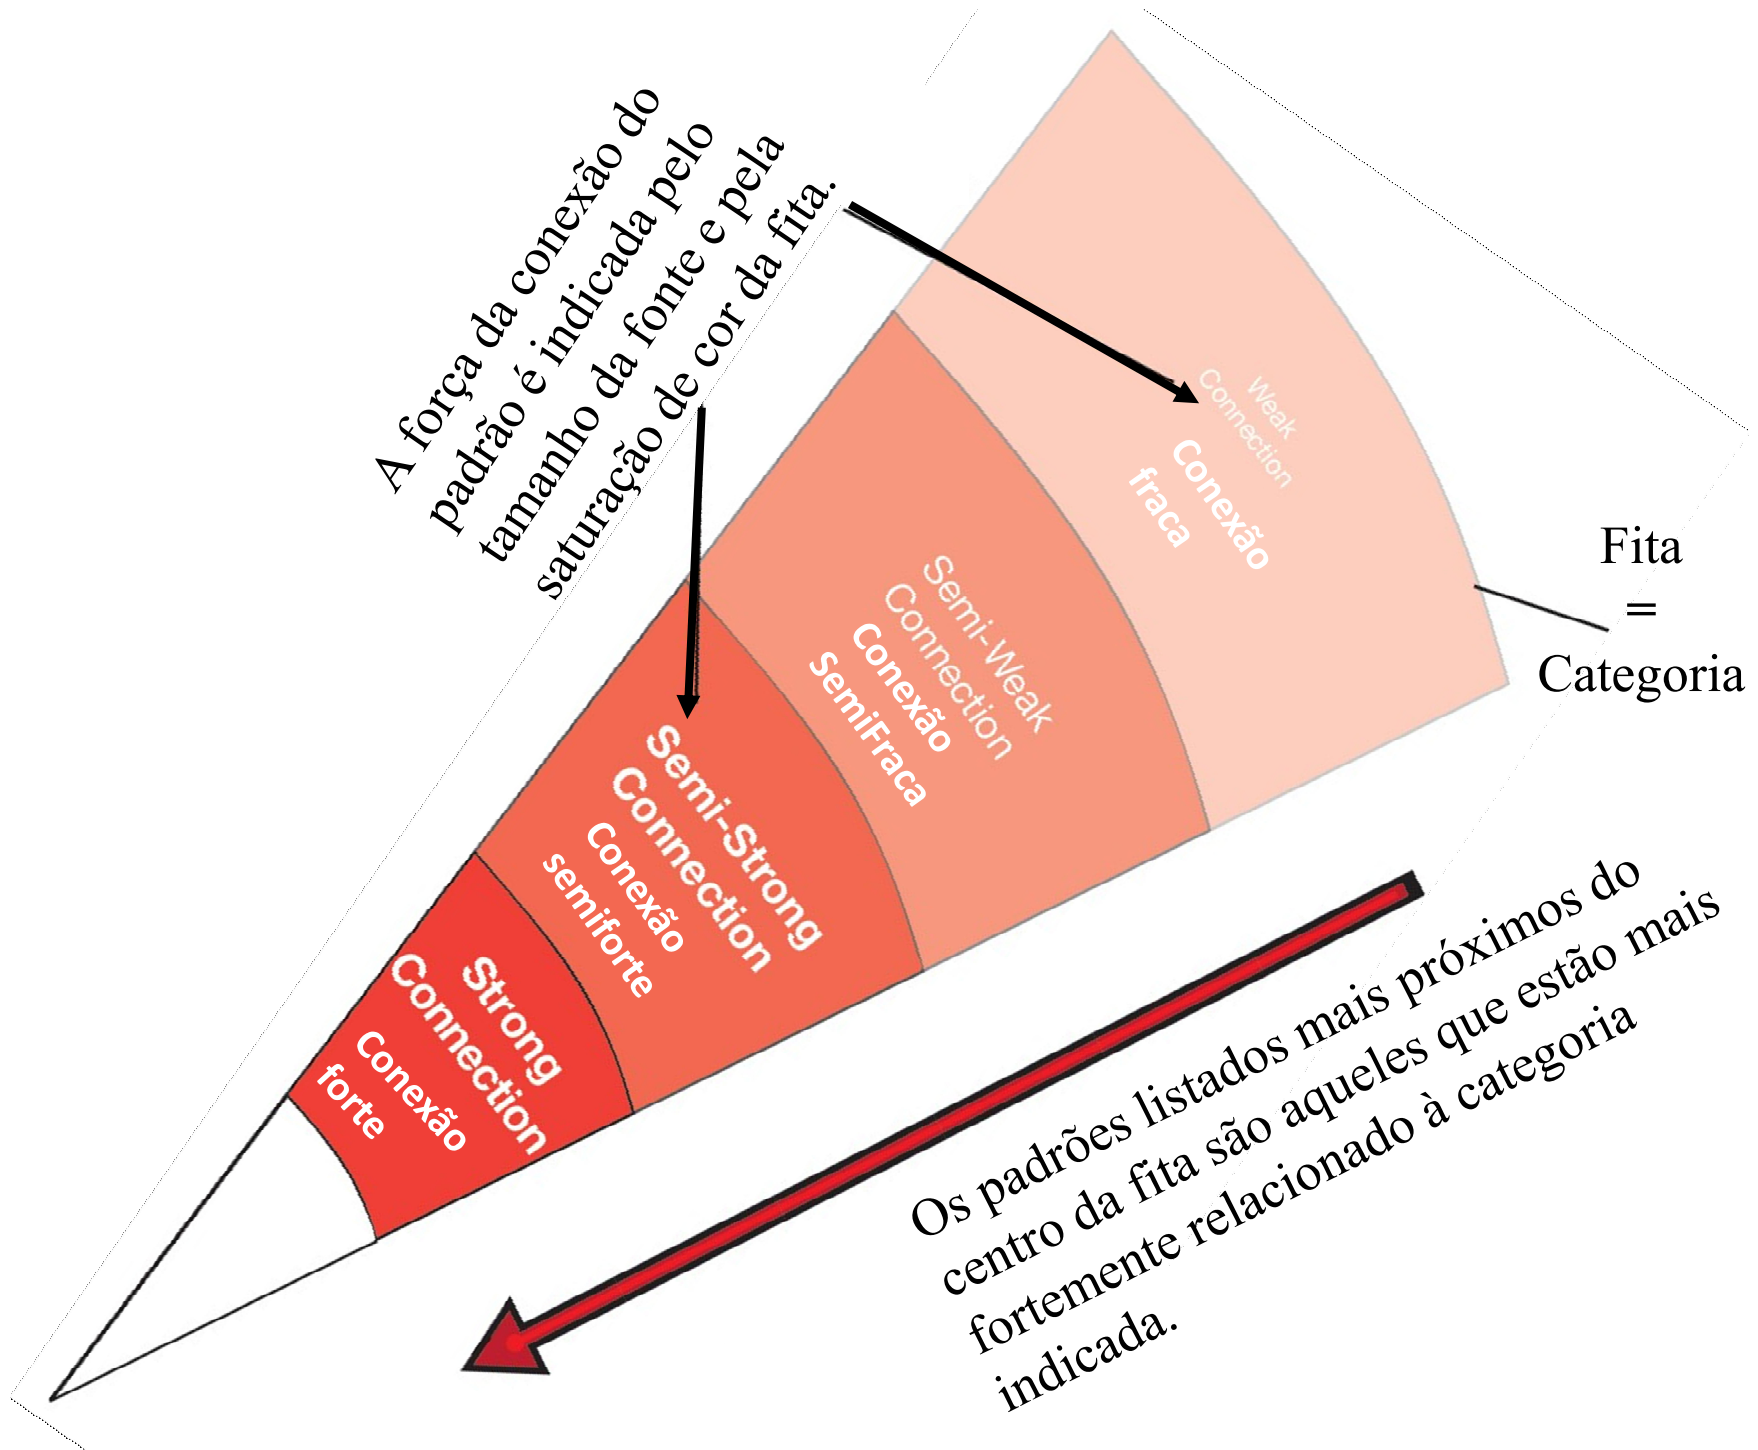 A força da conexão do
padrão é indicada pelo
tamanho da fonte e pela
saturação de cor da fita.
Weak
Connection
Conexão
fraca
Fita
=
Categoria
Semi-Weak
Connection
Conexão
SemiFraca
Semi-Strong
Connection
Conexão
semiforte
Strong
Connection
Conexão
forte
Os padrões listados mais próximos do
centro da fita são aqueles que estão mais
fortemente relacionado à categoria
indicada.